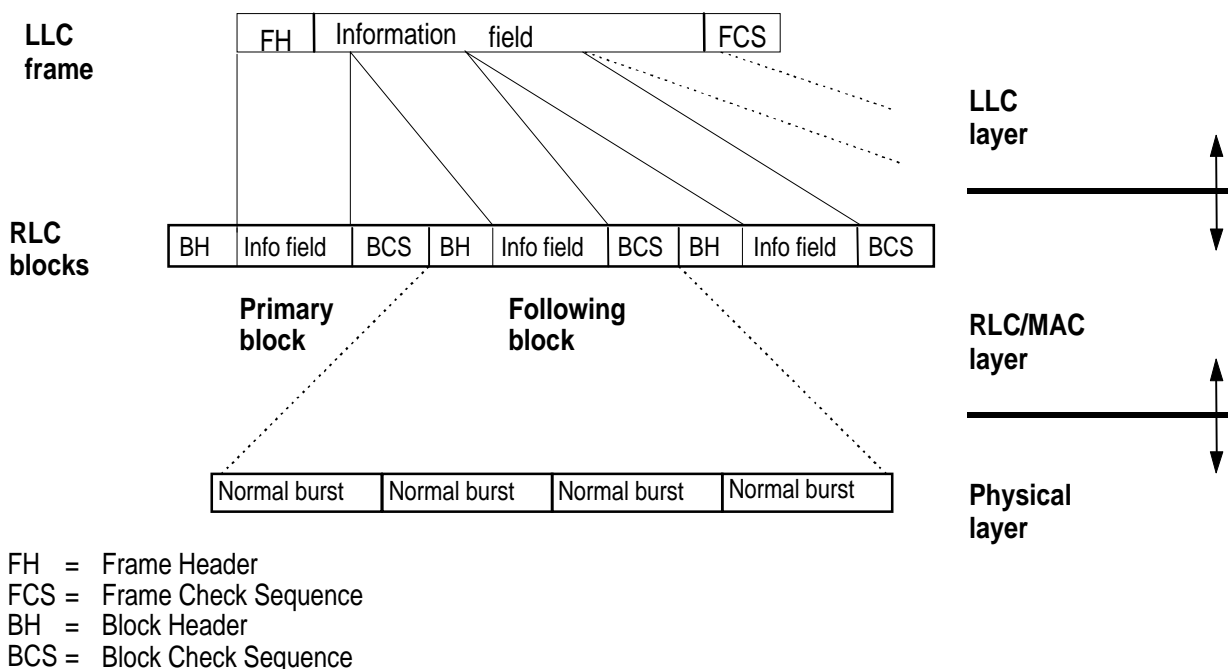 LLC
frame
FH Information field FCS
LLC
layer
RLC
blocks
BH Info field BCS BH Info field BCS BH Info field BCS
Primary
block
Following
block
RLC/MAC
layer
Normal burst Normal burst Normal burst Normal burst
Physical
layer
FH = Frame Header
FCS = Frame Check Sequence
BH = Block Header
BCS = Block Check Sequence